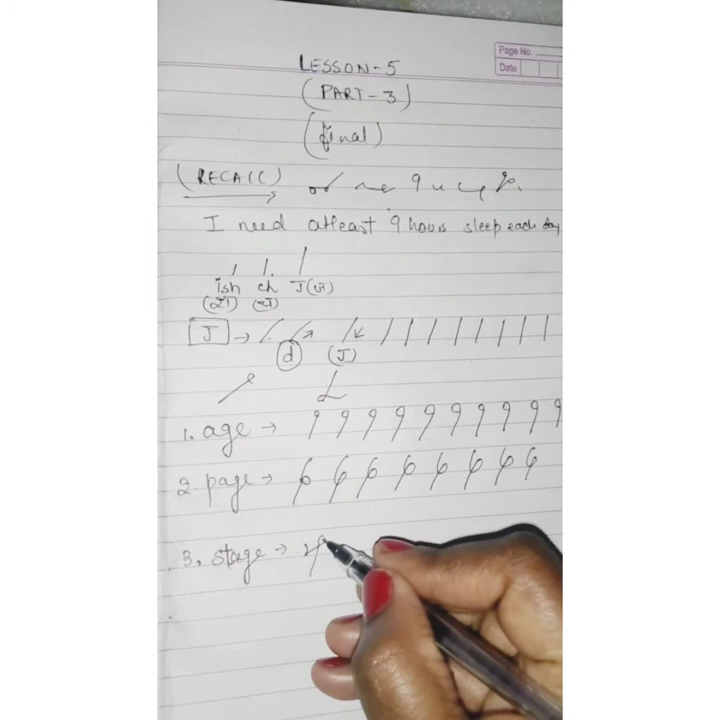 Page No.
Date
LESSON-5
(PART-3)
(final)
(RECALL)
I need atleast 9 hours sleep each day
ish ch J (ज)
(श) (च)
J →
d (J)
1. age →
2. page →
3. stage →